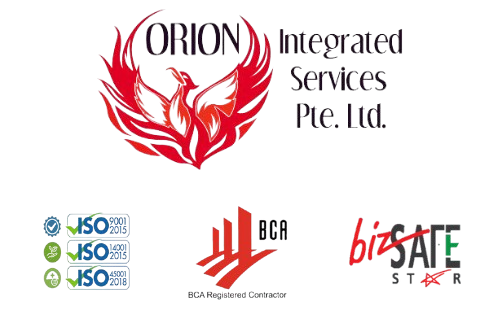 ORION Integrated
Services
Pte. Ltd.
ISO 9001 2015
ISO 14001 2015
ISO 45001 2018
BCA
BCA Registered Contractor
bizSAFE
STAR